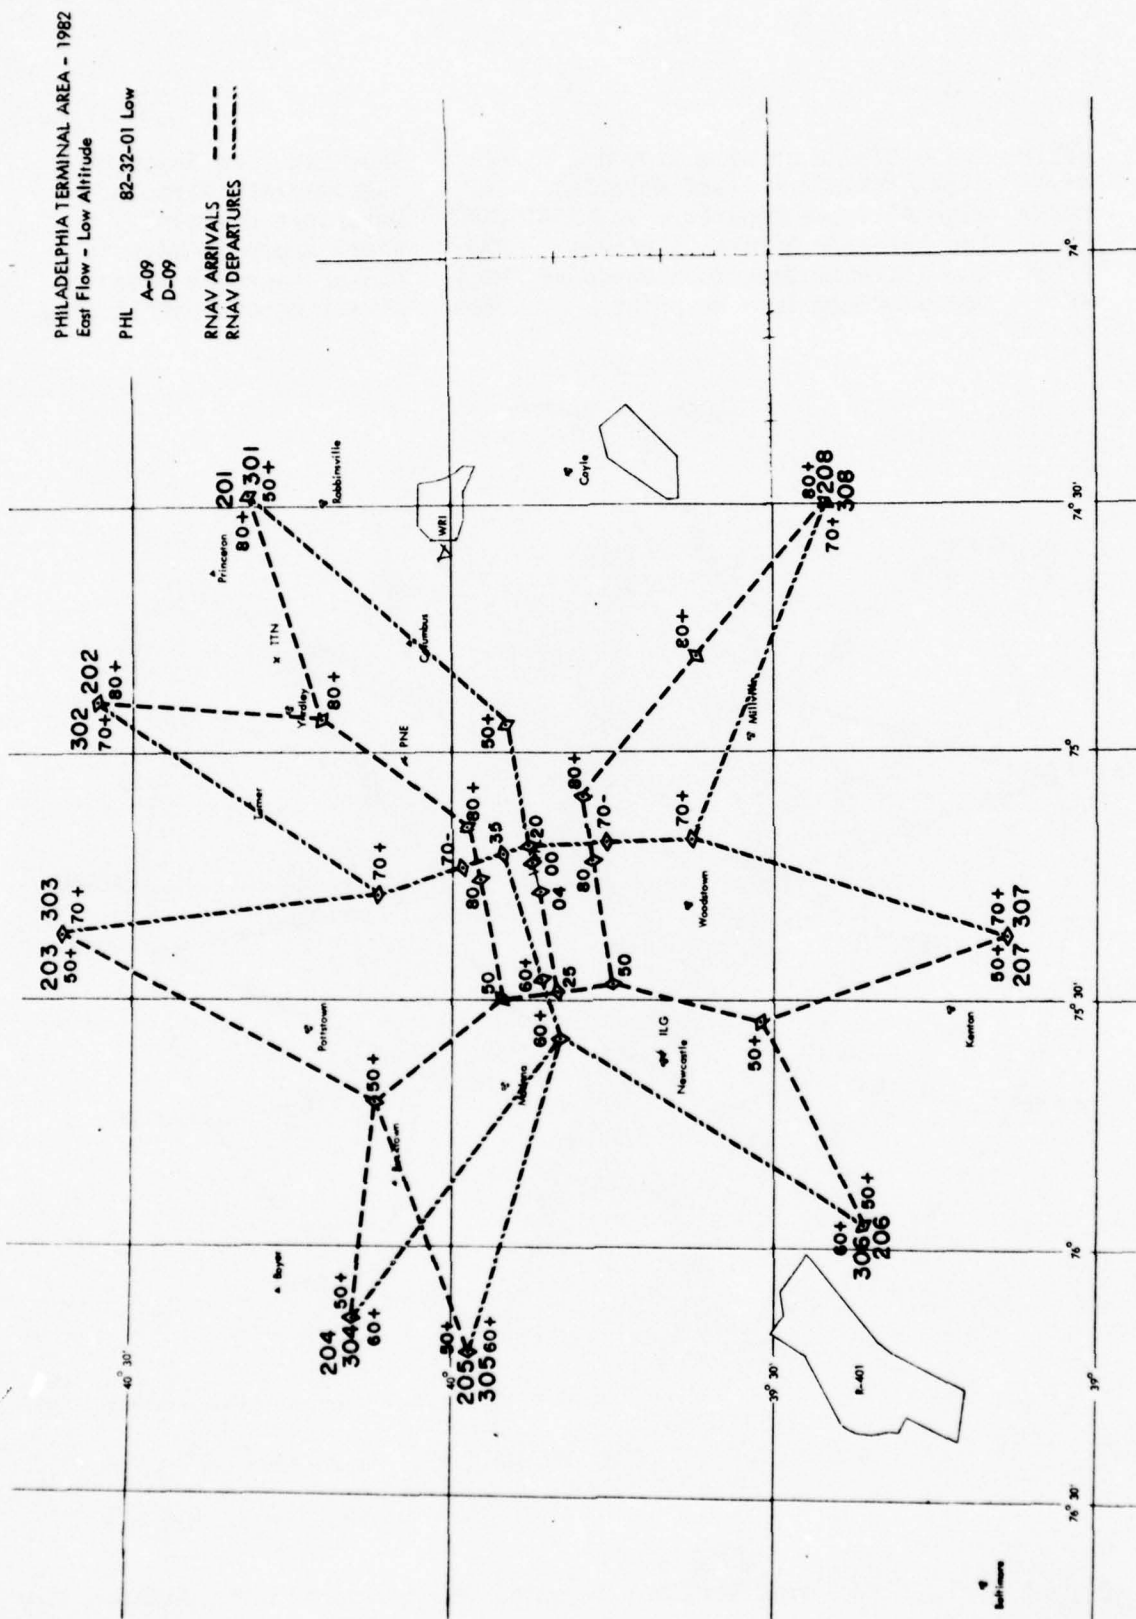 PHILADELPHIA TERMINAL AREA - 1982
East Flow - Low Altitude
PHL 82-32-01 Low
A-09
D-09
RNAV ARRIVALS
RNAV DEPARTURES
201
301
80+
50+
Princeton
Robbinsville
TTN
302
202
70+
80+
Yardley
80+
WRI
Coyle
Columbus
PNE
Turner
203
303
50+
70+
70+
70-
80+
80
35
50+
20
00
04
80+
80
70-
80+
Millville
70+
80+
208
70+
308
74° 30'
74°
75°
75° 30'
76°
76° 30'
Pottstown
50
60+
25
50
60+
Modena
50+
Woodstown
ILG
Newcastle
50+
Kenton
50+
70+
207
307
Boyer
204
304
50+
60+
50+
205
305
60+
60+
50+
306
206
R-401
40° 30'
40°
39° 30'
39°
Baltimore